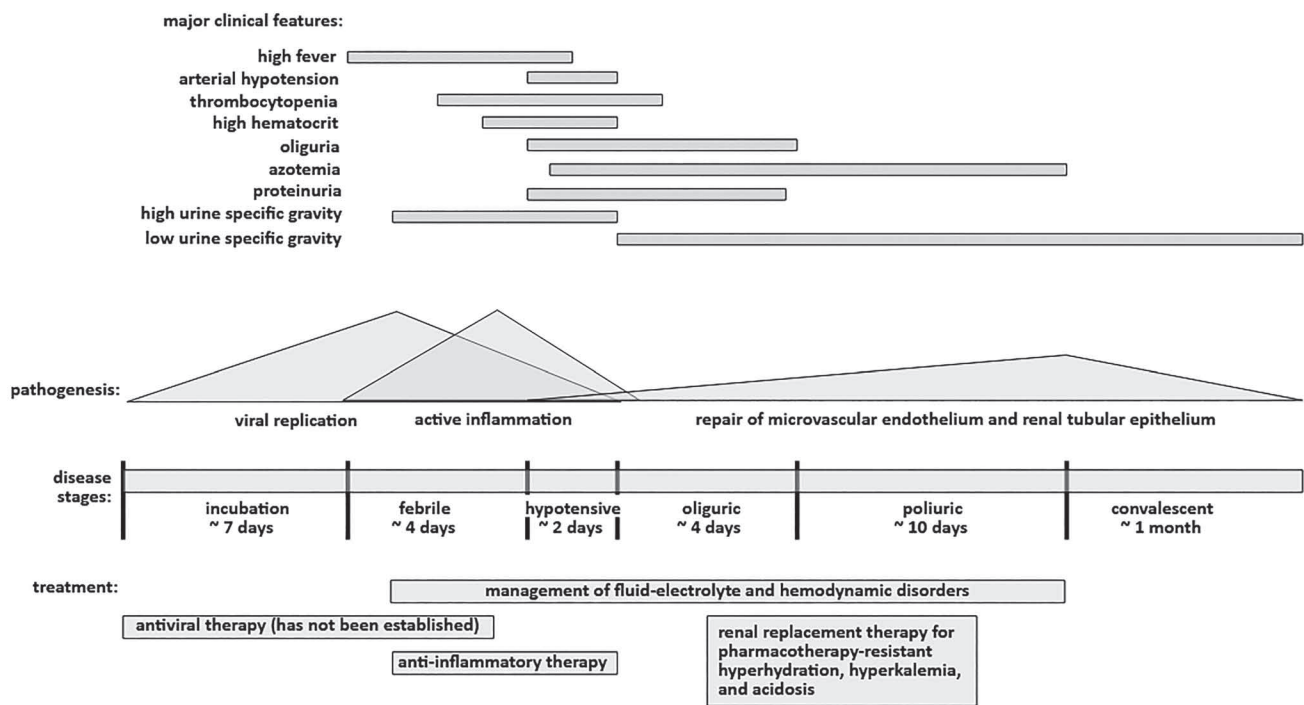 major clinical features:
high fever
arterial hypotension
thrombocytopenia
high hematocrit
oliguria
azotemia
proteinuria
high urine specific gravity
low urine specific gravity
pathogenesis:
viral replication
active inflammation
repair of microvascular endothelium and renal tubular epithelium
disease
stages:
incubation
~ 7 days
febrile
~ 4 days
hypotensive
~ 2 days
oliguric
~ 4 days
poliuric
~ 10 days
convalescent
~ 1 month
treatment:
management of fluid-electrolyte and hemodynamic disorders
antiviral therapy (has not been established)
anti-inflammatory therapy
renal replacement therapy for
pharmacotherapy-resistant
hyperhydration, hyperkalemia,
and acidosis